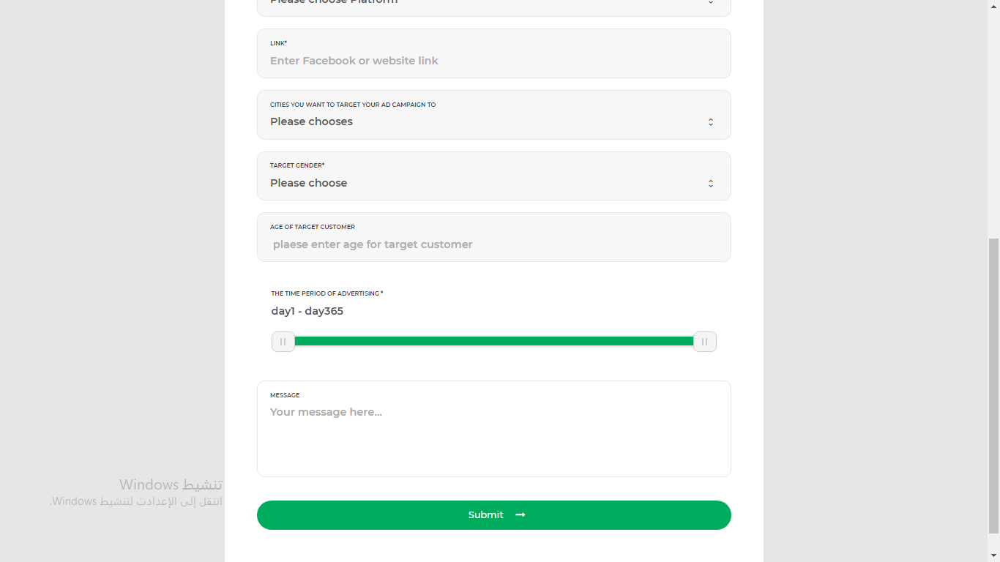 Please choose Platform
LINK*
Enter Facebook or website link
CITIES YOU WANT TO TARGET YOUR AD CAMPAIGN TO
Please chooses
TARGET GENDER*
Please choose
AGE OF TARGET CUSTOMER
plaese enter age for target customer
THE TIME PERIOD OF ADVERTISING *
day1 - day365
MESSAGE
Your message here...
تنشيط Windows
انتقل إلى الإعدادت لتنشيط Windows.
Submit